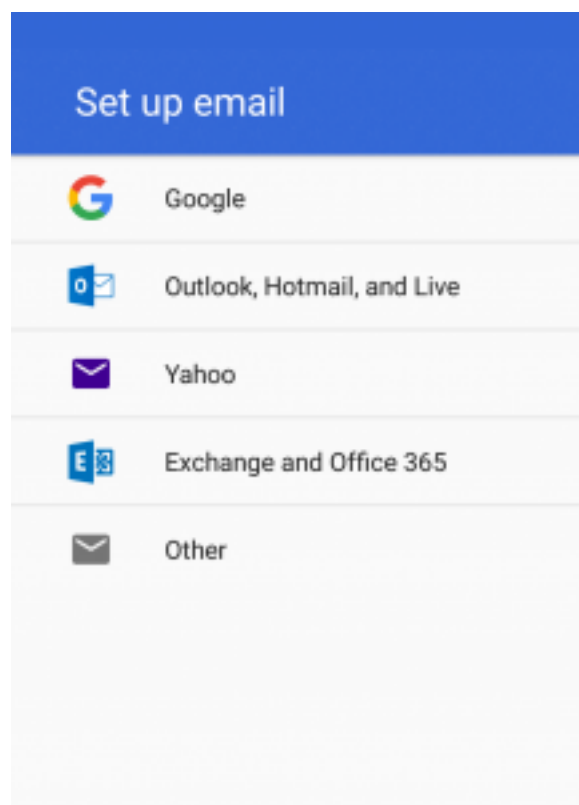 Set up email
Google
Outlook, Hotmail, and Live
Yahoo
Exchange and Office 365
Other